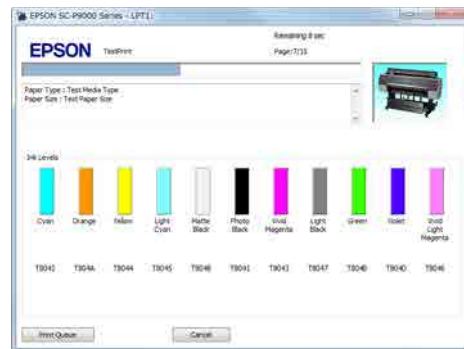 EPSON SC-P9000 Series - LPT1:
EPSON TestPrint
Remaining 8 sec
Page:7/15
Paper Type : Test Media Type
Paper Size : Test Paper Size
Ink Levels
Cyan Orange Yellow Light Cyan Matte Black Photo Black Vivid Magenta Light Black Green Violet Vivid Light Magenta
T8042 T804A T8044 T8045 T8048 T8041 T8043 T8047 T804B T804D T8046
Print Queue Cancel